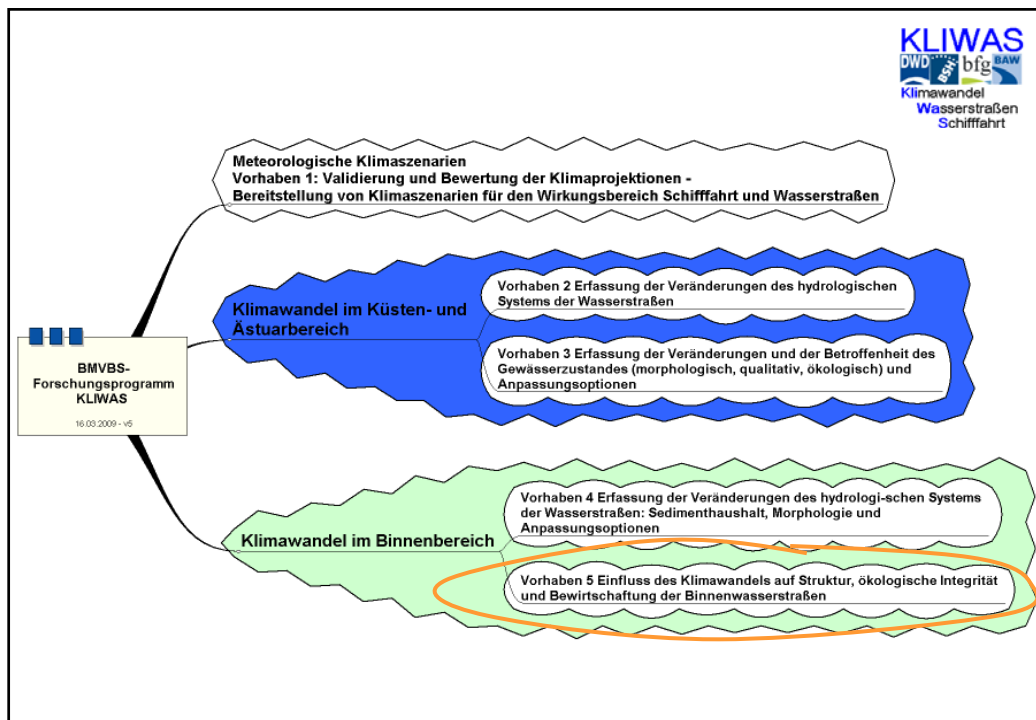 KLIWAS
DWD BSH bfg BAW
Klimawandel
Wasserstraßen
Schifffahrt
Meteorologische Klimaszenarien
Vorhaben 1: Validierung und Bewertung der Klimaprojektionen -
Bereitstellung von Klimaszenarien für den Wirkungsbereich Schifffahrt und Wasserstraßen
Klimawandel im Küsten- und
Ästuarbereich
Vorhaben 2 Erfassung der Veränderungen des hydrologischen
Systems der Wasserstraßen
Vorhaben 3 Erfassung der Veränderungen und der Betroffenheit des
Gewässerzustandes (morphologisch, qualitativ, ökologisch) und
Anpassungsoptionen
BMVBS-
Forschungsprogramm
KLIWAS
16.03.2009 - v5
Klimawandel im Binnenbereich
Vorhaben 4 Erfassung der Veränderungen des hydrologi-schen Systems
der Wasserstraßen: Sedimenthaushalt, Morphologie und
Anpassungsoptionen
Vorhaben 5 Einfluss des Klimawandels auf Struktur, ökologische Integrität
und Bewirtschaftung der Binnenwasserstraßen